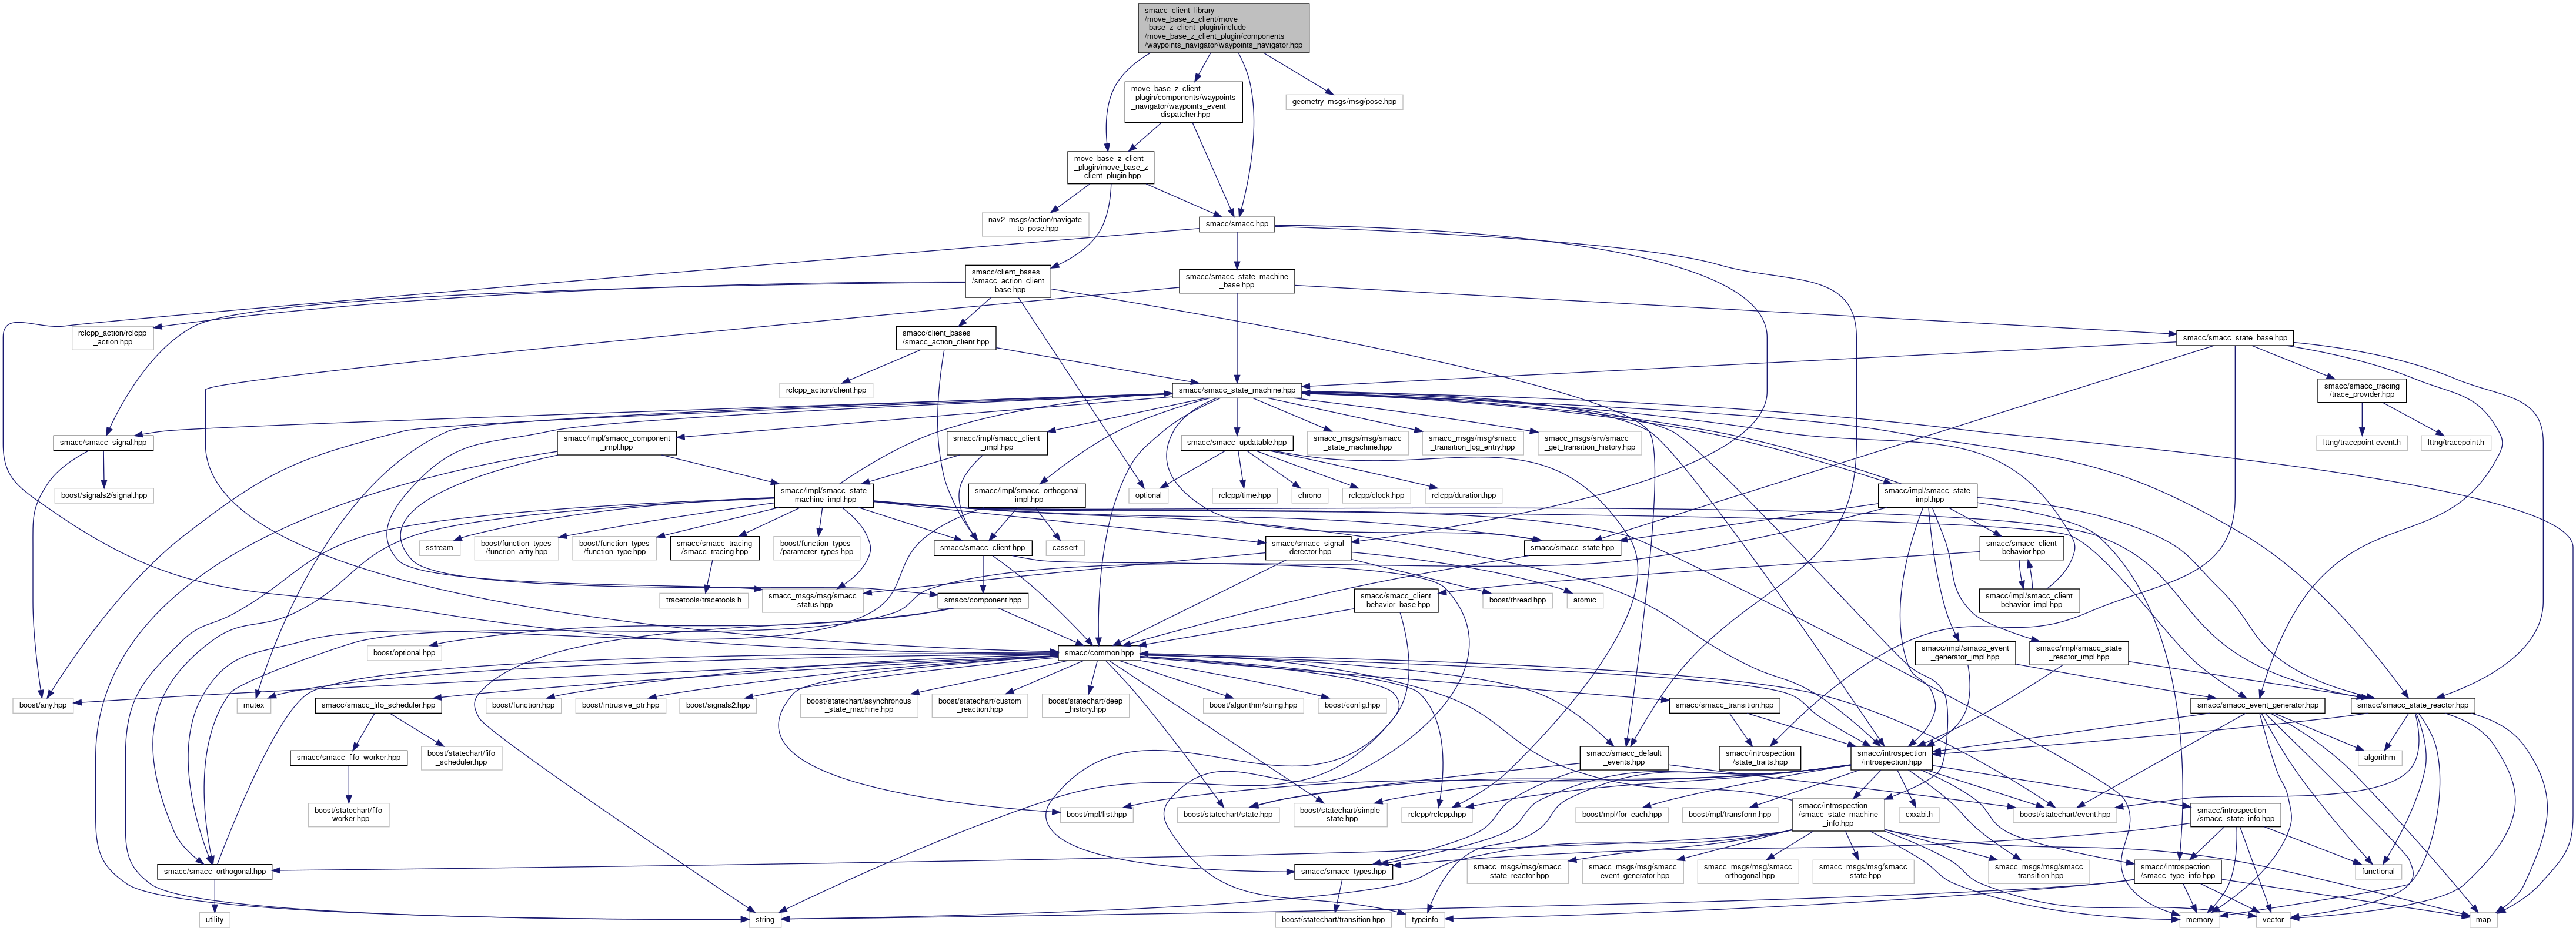 smacc_client_library
/move_base_z_client/move
_base_z_client_plugin/include
/move_base_z_client_plugin/components
/waypoints_navigator/waypoints_navigator.hpp
move_base_z_client
_plugin/components/waypoints
_navigator/waypoints_event
_dispatcher.hpp
geometry_msgs/msg/pose.hpp
move_base_z_client
_plugin/move_base_z
_client_plugin.hpp
nav2_msgs/action/navigate
_to_pose.hpp
smacc/smacc.hpp
smacc/client_bases
/smacc_action_client
_base.hpp
smacc/smacc_state_machine
_base.hpp
rclcpp_action/rclcpp
_action.hpp
smacc/client_bases
/smacc_action_client.hpp
smacc/smacc_state_base.hpp
rclcpp_action/client.hpp
smacc/smacc_state_machine.hpp
smacc/smacc_tracing
/trace_provider.hpp
smacc/smacc_signal.hpp
smacc/impl/smacc_component
_impl.hpp
smacc/impl/smacc_client
_impl.hpp
smacc/smacc_updatable.hpp
smacc_msgs/msg/smacc
_state_machine.hpp
smacc_msgs/msg/smacc
_transition_log_entry.hpp
smacc_msgs/srv/smacc
_get_transition_history.hpp
lttng/tracepoint-event.h
lttng/tracepoint.h
boost/signals2/signal.hpp
smacc/impl/smacc_state
_machine_impl.hpp
smacc/impl/smacc_orthogonal
_impl.hpp
optional
rclcpp/time.hpp
chrono
rclcpp/clock.hpp
rclcpp/duration.hpp
smacc/impl/smacc_state
_impl.hpp
sstream
boost/function_types
/function_arity.hpp
boost/function_types
/function_type.hpp
smacc/smacc_tracing
/smacc_tracing.hpp
boost/function_types
/parameter_types.hpp
smacc/smacc_client.hpp
cassert
smacc/smacc_signal
_detector.hpp
smacc/smacc_state.hpp
smacc/smacc_client
_behavior.hpp
tracetools/tracetools.h
smacc_msgs/msg/smacc
_status.hpp
smacc/component.hpp
smacc/smacc_client
_behavior_base.hpp
boost/thread.hpp
atomic
smacc/impl/smacc_client
_behavior_impl.hpp
boost/optional.hpp
smacc/common.hpp
smacc/impl/smacc_event
_generator_impl.hpp
smacc/impl/smacc_state
_reactor_impl.hpp
boost/any.hpp
mutex
smacc/smacc_fifo_scheduler.hpp
boost/function.hpp
boost/intrusive_ptr.hpp
boost/signals2.hpp
boost/statechart/asynchronous
_state_machine.hpp
boost/statechart/custom
_reaction.hpp
boost/statechart/deep
_history.hpp
boost/algorithm/string.hpp
boost/config.hpp
smacc/smacc_transition.hpp
smacc/smacc_event_generator.hpp
smacc/smacc_state_reactor.hpp
smacc/smacc_fifo_worker.hpp
boost/statechart/fifo
_scheduler.hpp
smacc/smacc_default
_events.hpp
smacc/introspection
/state_traits.hpp
smacc/introspection
/introspection.hpp
algorithm
boost/statechart/fifo
_worker.hpp
boost/mpl/list.hpp
boost/statechart/state.hpp
boost/statechart/simple
_state.hpp
rclcpp/rclcpp.hpp
boost/mpl/for_each.hpp
boost/mpl/transform.hpp
smacc/introspection
/smacc_state_machine
_info.hpp
cxxabi.h
boost/statechart/event.hpp
smacc/introspection
/smacc_state_info.hpp
smacc/smacc_orthogonal.hpp
smacc/smacc_types.hpp
smacc_msgs/msg/smacc
_state_reactor.hpp
smacc_msgs/msg/smacc
_event_generator.hpp
smacc_msgs/msg/smacc
_orthogonal.hpp
smacc_msgs/msg/smacc
_state.hpp
smacc_msgs/msg/smacc
_transition.hpp
smacc/introspection
/smacc_type_info.hpp
functional
utility
string
boost/statechart/transition.hpp
typeinfo
memory
vector
map